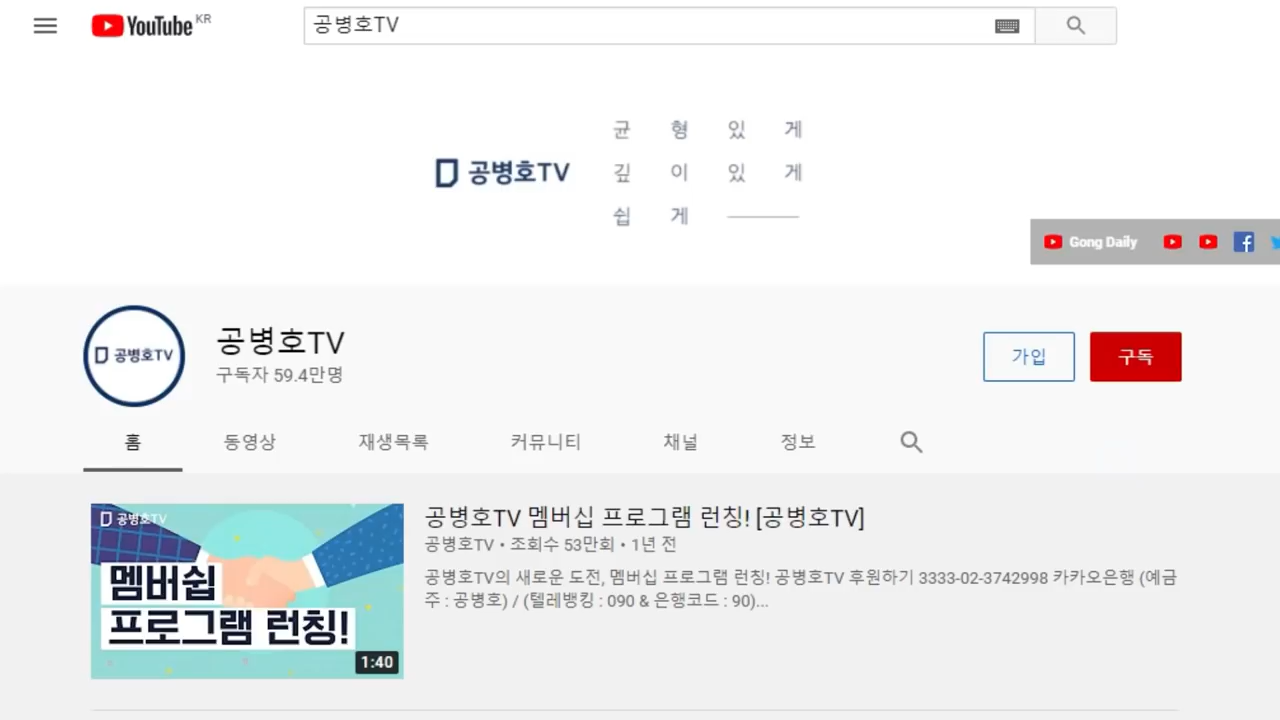 YouTube KR
공병호TV
균형있게
공병호TV 깊이있게
쉽게
Gong Daily
공병호TV
공병호TV
구독자 59.4만명
가입
구독
홈 동영상 재생목록 커뮤니티 채널 정보
공병호TV
멤버쉽
프로그램 런칭!
1:40
공병호TV 멤버십 프로그램 런칭! [공병호TV]
공병호TV • 조회수 53만회 • 1년 전
공병호TV의 새로운 도전, 멤버십 프로그램 런칭! 공병호TV 후원하기 3333-02-3742998 카카오은행 (예금
주 : 공병호) / (텔레뱅킹 : 090 & 은행코드 : 90)...